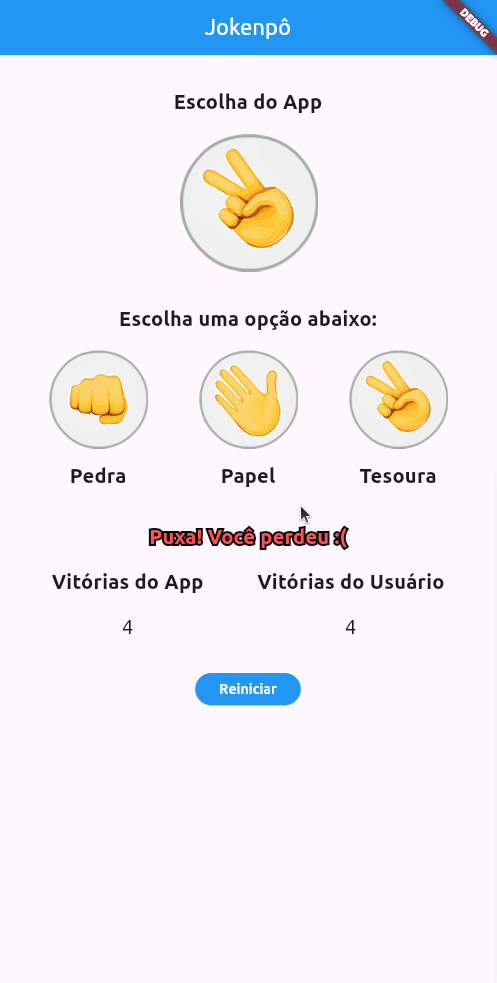 Jokenpô
DEBUG
Escolha do App
Escolha uma opção abaixo:
Pedra Papel Tesoura
Puxa! Você perdeu :(
Vitórias do App Vitórias do Usuário
4 4
Reiniciar